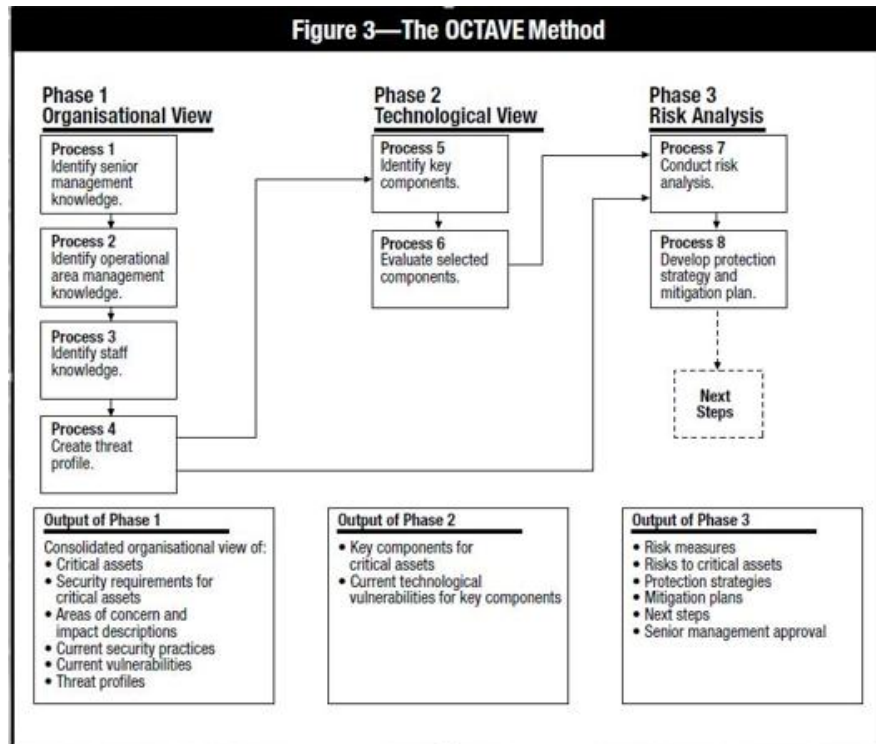 Figure 3—The OCTAVE Method
Phase 1
Organisational View
Process 1
Identify senior
management
knowledge.
Process 2
Identify operational
area management
knowledge.
Process 3
Identify staff
knowledge.
Process 4
Create threat
profile.
Phase 2
Technological View
Process 5
Identify key
components.
Process 6
Evaluate selected
components.
Phase 3
Risk Analysis
Process 7
Conduct risk
analysis.
Process 8
Develop protection
strategy and
mitigation plan.
Next
Steps
Output of Phase 1
Consolidated organisational view of:
• Critical assets
• Security requirements for
critical assets
• Areas of concern and
impact descriptions
• Current security practices
• Current vulnerabilities
• Threat profiles
Output of Phase 2
• Key components for
critical assets
• Current technological
vulnerabilities for key components
Output of Phase 3
• Risk measures
• Risks to critical assets
• Protection strategies
• Mitigation plans
• Next steps
• Senior management approval